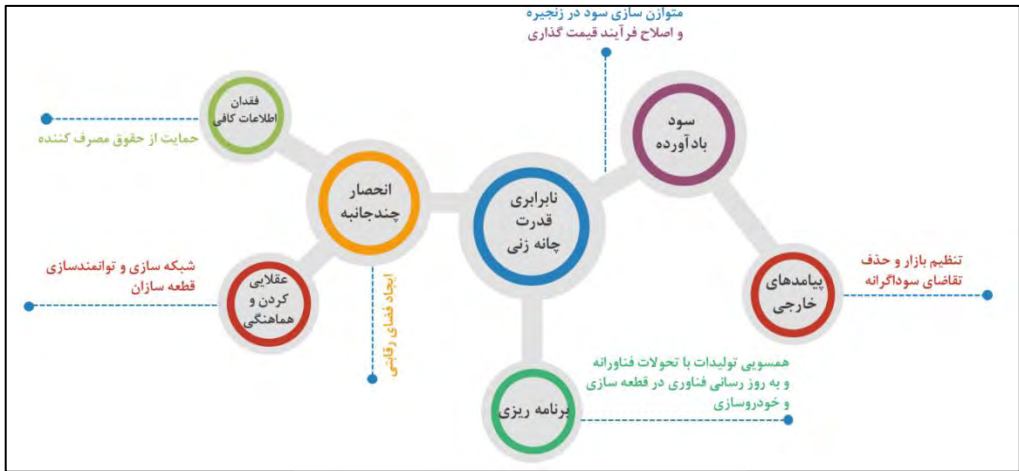 متوازن سازی سود در زنجیره
و اصلاح فرآیند قیمت گذاری
سود
بادآورده
فقدان
اطلاعات کافی
حمایت از حقوق مصرف کننده
انحصار
چندجانبه
نابرابری
قدرت
چانه زنی
شبکه سازی و توانمندسازی
قطعه سازان
عقلایی
کردن و
هماهنگی
ایجاد فضای رقابتی
پیامدهای
خارجی
تنظیم بازار و حذف
تقاضای سوداگرانه
برنامه ریزی
همسویی تولیدات با تحولات فناورانه
و به روز رسانی فناوری در قطعه سازی
و خودروسازی